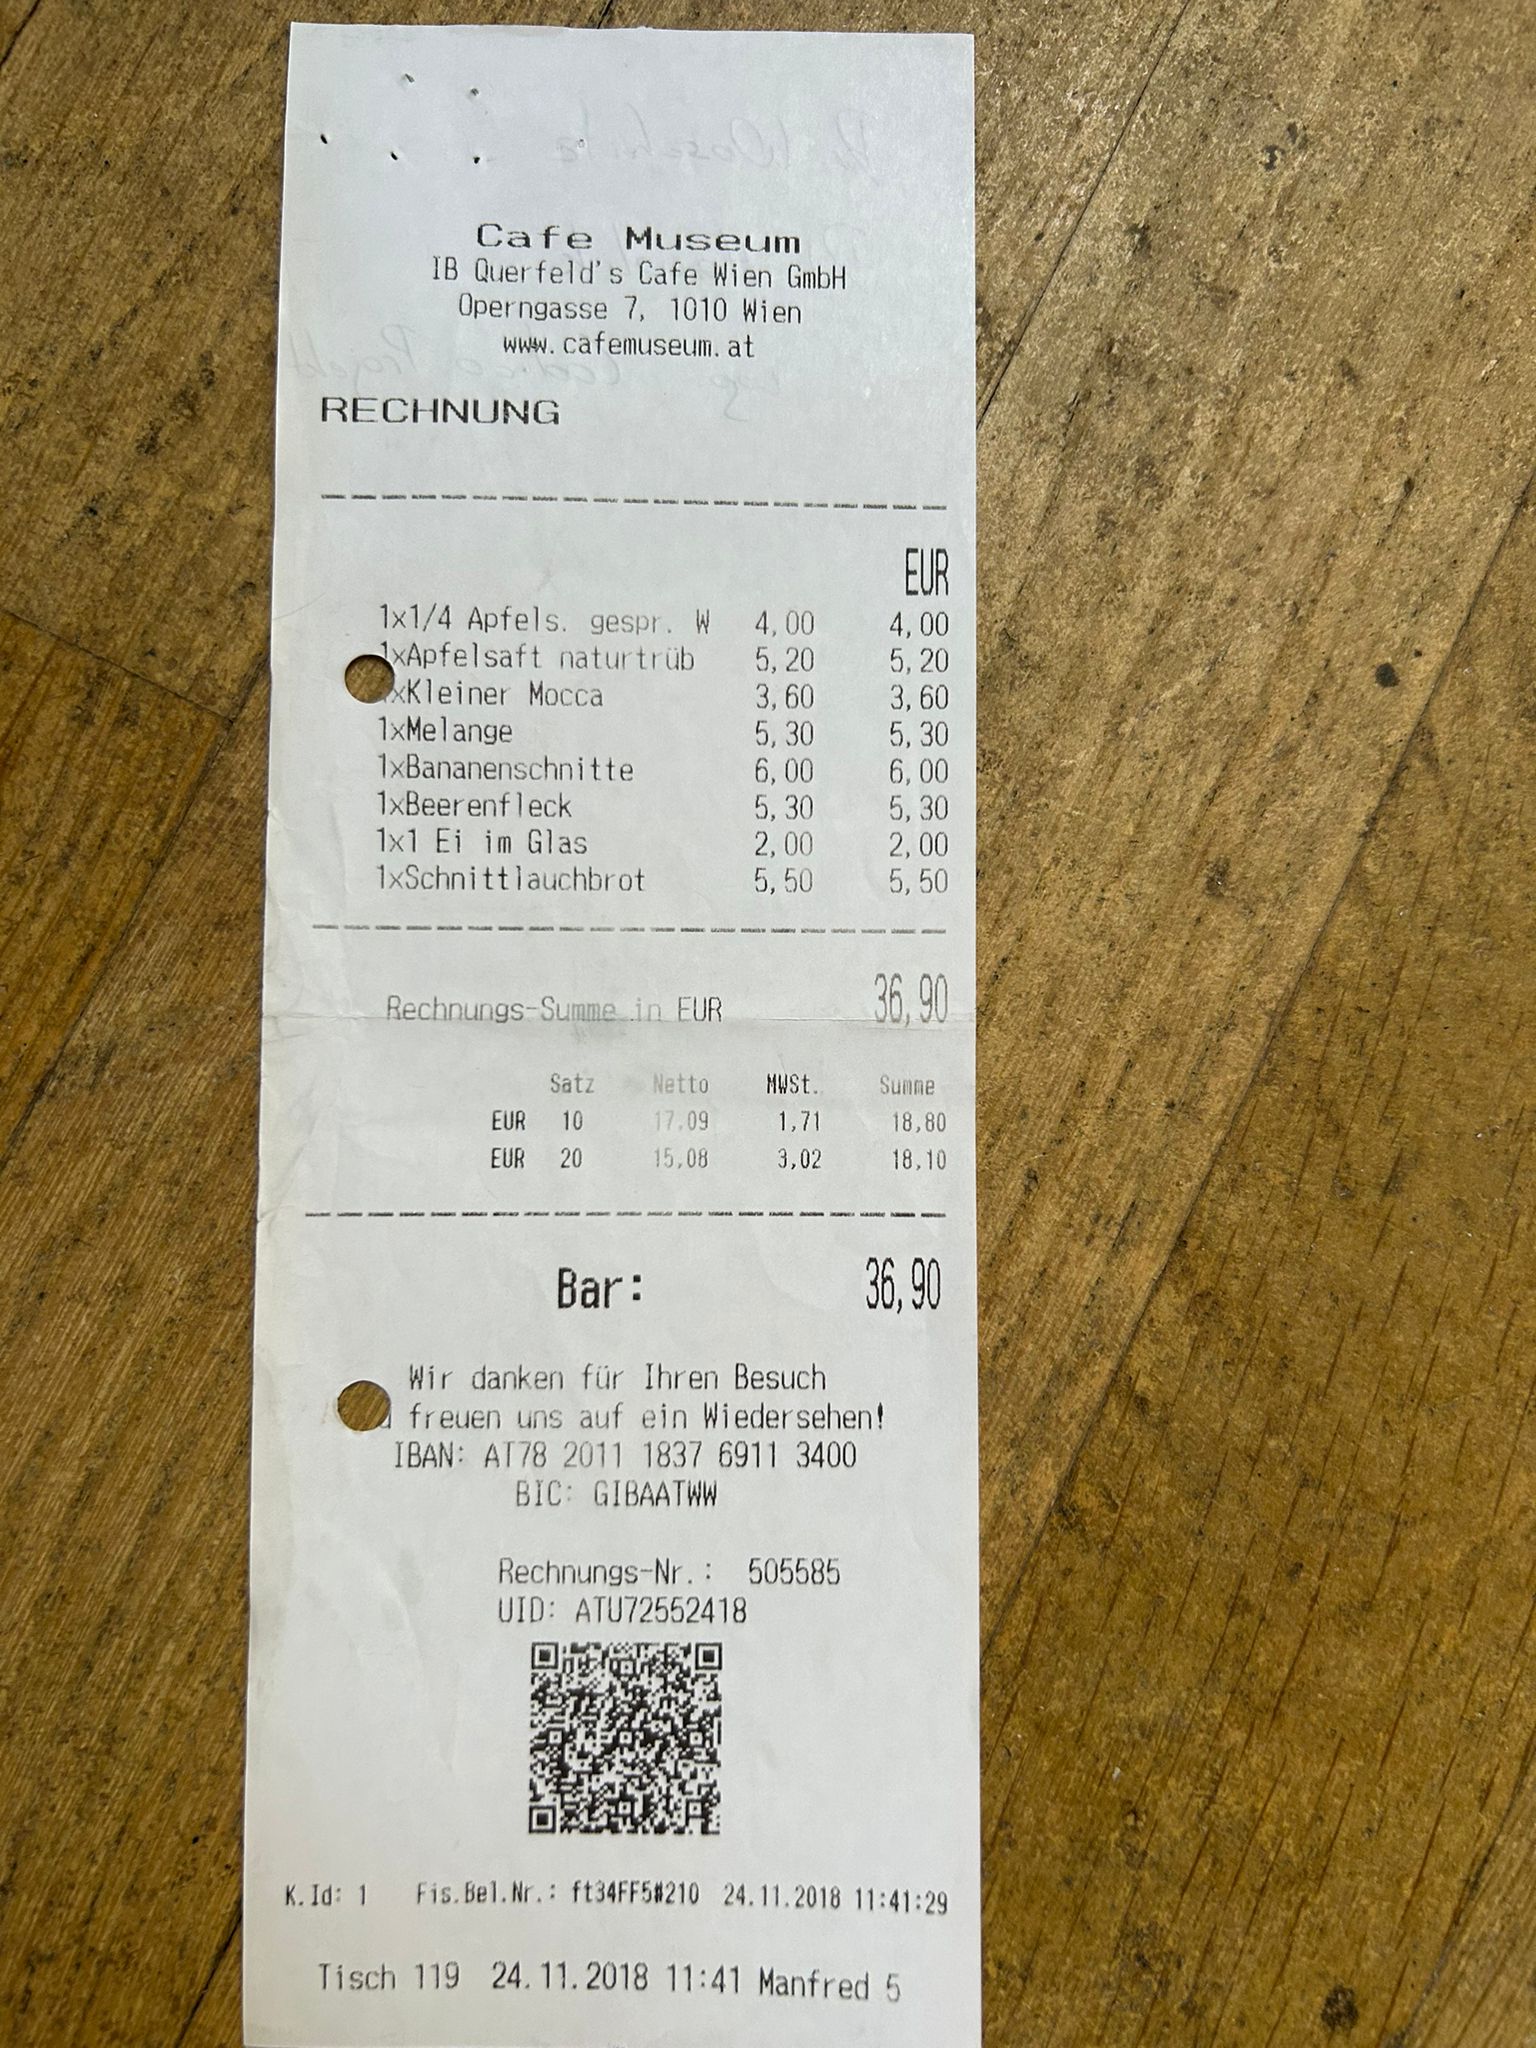 Cafe Museum
IB Querfeld's Cafe Wien GmbH
Operngasse 7, 1010 Wien
www.cafemuseum.at
RECHNUNG
EUR
1x1/4 Apfels. gespr. W 4,00 4,00
1xApfelsaft naturtrüb 5,20 5,20
xKleiner Mocca 3,60 3,60
1xMelange 5,30 5,30
1xBananenschnitte 6,00 6,00
1xBeerenfleck 5,30 5,30
1x1 Ei im Glas 2,00 2,00
1xSchnittlauchbrot 5,50 5,50
Rechnungs-Summe in EUR 36,90
Satz Netto MWSt. Summe
EUR 10 17,09 1,71 18,80
EUR 20 15,08 3,02 18,10
Bar: 36,90
Wir danken für Ihren Besuch
freuen uns auf ein Wiedersehen!
IBAN: AT78 2011 1837 6911 3400
BIC: GIBAATWW
Rechnungs-Nr.: 505585
UID: ATU72552418
K.Id: 1 Fis.Bel.Nr.: ft34FF5#210 24.11.2018 11:41:29
Tisch 119 24.11.2018 11:41 Manfred 5